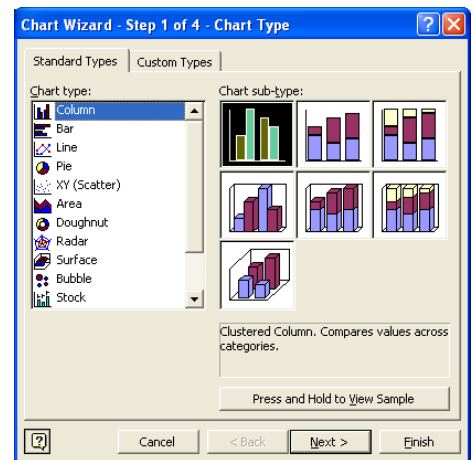 Chart Wizard - Step 1 of 4 - Chart Type
Standard Types
Custom Types
Chart type:
Column
Bar
Line
Pie
XY (Scatter)
Area
Doughnut
Radar
Surface
Bubble
Stock
Chart sub-type:
Clustered Column. Compares values across
categories.
Press and Hold to View Sample
Cancel
< Back
Next >
Finish